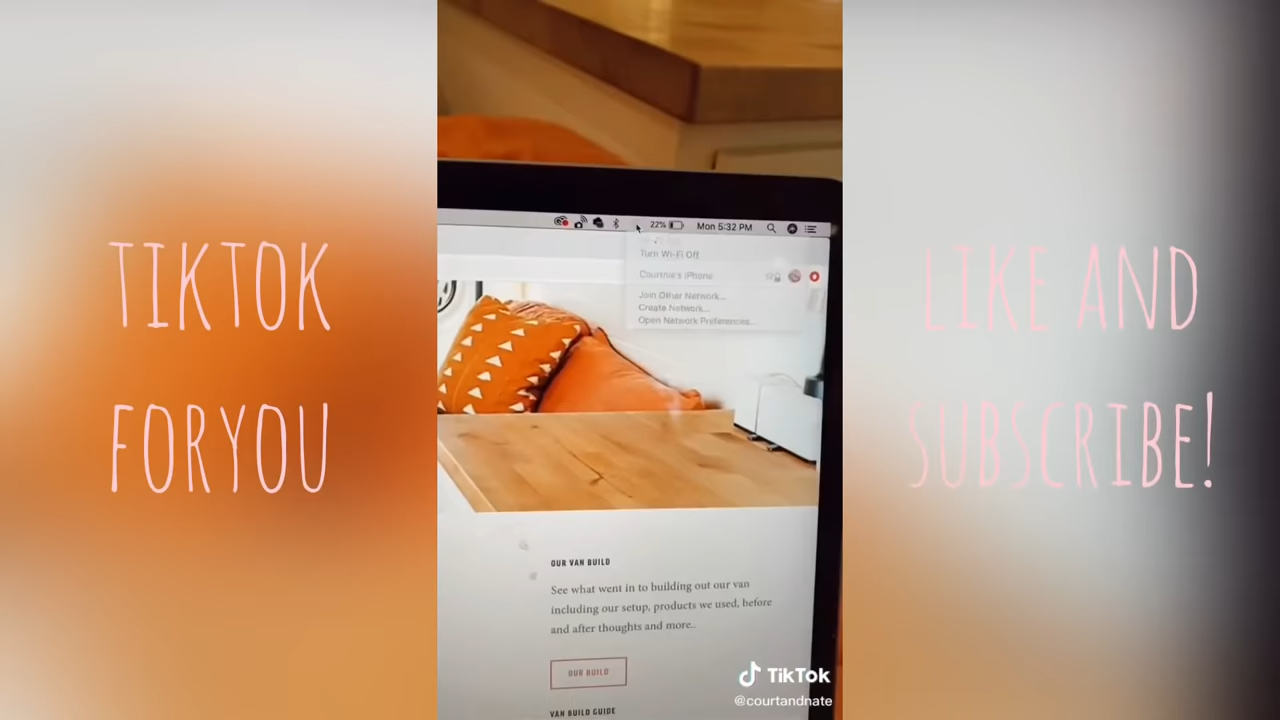 TIKTOK
FORYOU
22%
Mon 5:32 PM
Turn Wi-Fi Off
Courtnie's iPhone
Join Other Network...
Create Network...
Open Network Preferences...
OUR VAN BUILD
See what went in to building out our van
including our setup, products we used, before
and after thoughts and more..
OUR BUILD
VAN BUILD GUIDE
TikTok
@courtandnate
LIKE AND
SUBSCRIBE!